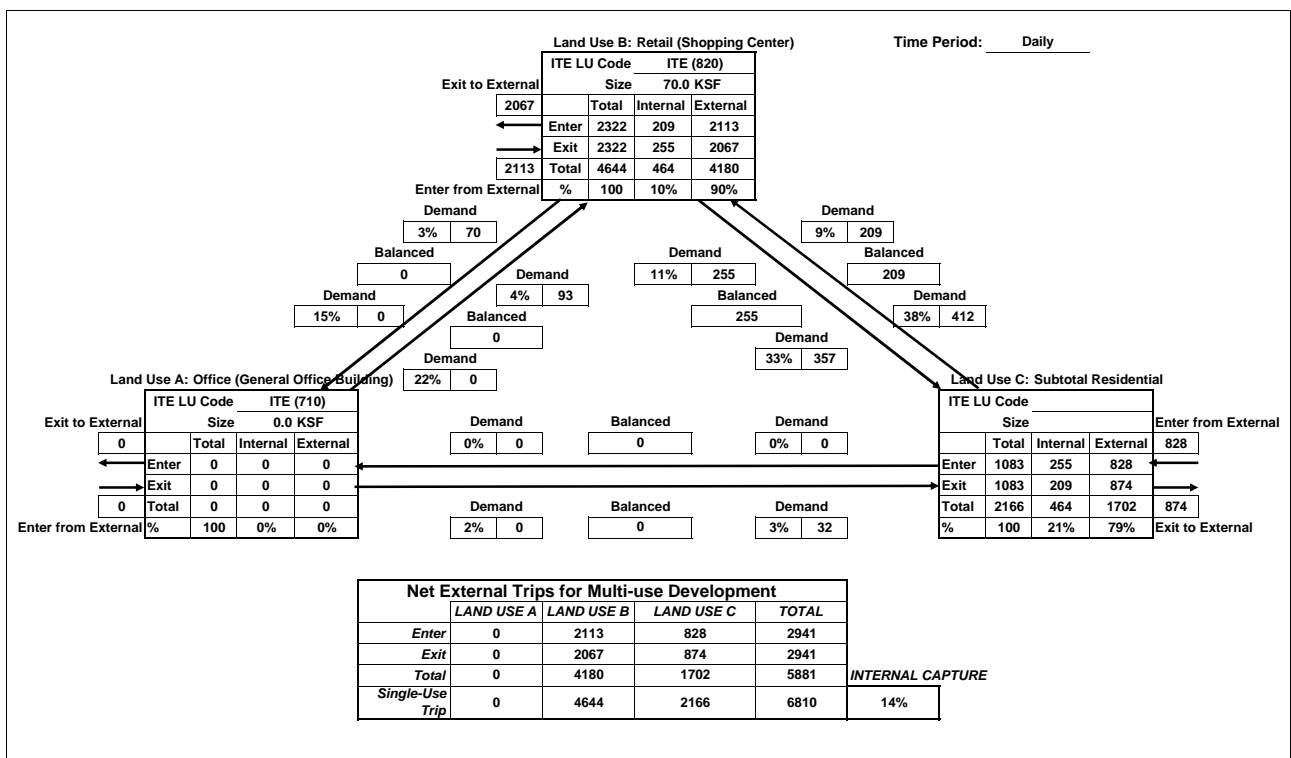 Land Use B: Retail (Shopping Center)
Time Period: Daily
ITE LU Code ITE (820)
Exit to External Size 70.0 KSF
2067 Total Internal External
Enter 2322 209 2113
Exit 2322 255 2067
2113 Total 4644 464 4180
Enter from External % 100 10% 90%
Demand Demand
3% 70 9% 209
Balanced Demand Balanced
0 11% 255 209
Demand
4% 93
Demand Balanced Demand
15% 0 255 38% 412
Balanced
0
Demand
33% 357
Demand
22% 0
Land Use A: Office (General Office Building)
ITE LU Code ITE (710)
Exit to External Size 0.0 KSF
0 Total Internal External
Enter 0 0 0
Exit 0 0 0
0 Total 0 0 0
Enter from External % 100 0% 0%
Demand Balanced Demand
0% 0 0 0% 0
Demand Balanced Demand
2% 0 0 3% 32
Land Use C: Subtotal Residential
ITE LU Code
Size Enter from External
Total Internal External 828
Enter 1083 255 828
Exit 1083 209 874
Total 2166 464 1702 874
% 100 21% 79% Exit to External
Net External Trips for Multi-use Development
LAND USE A LAND USE B LAND USE C TOTAL
Enter 0 2113 828 2941
Exit 0 2067 874 2941
Total 0 4180 1702 5881 INTERNAL CAPTURE
Single-Use
Trip 0 4644 2166 6810 14%